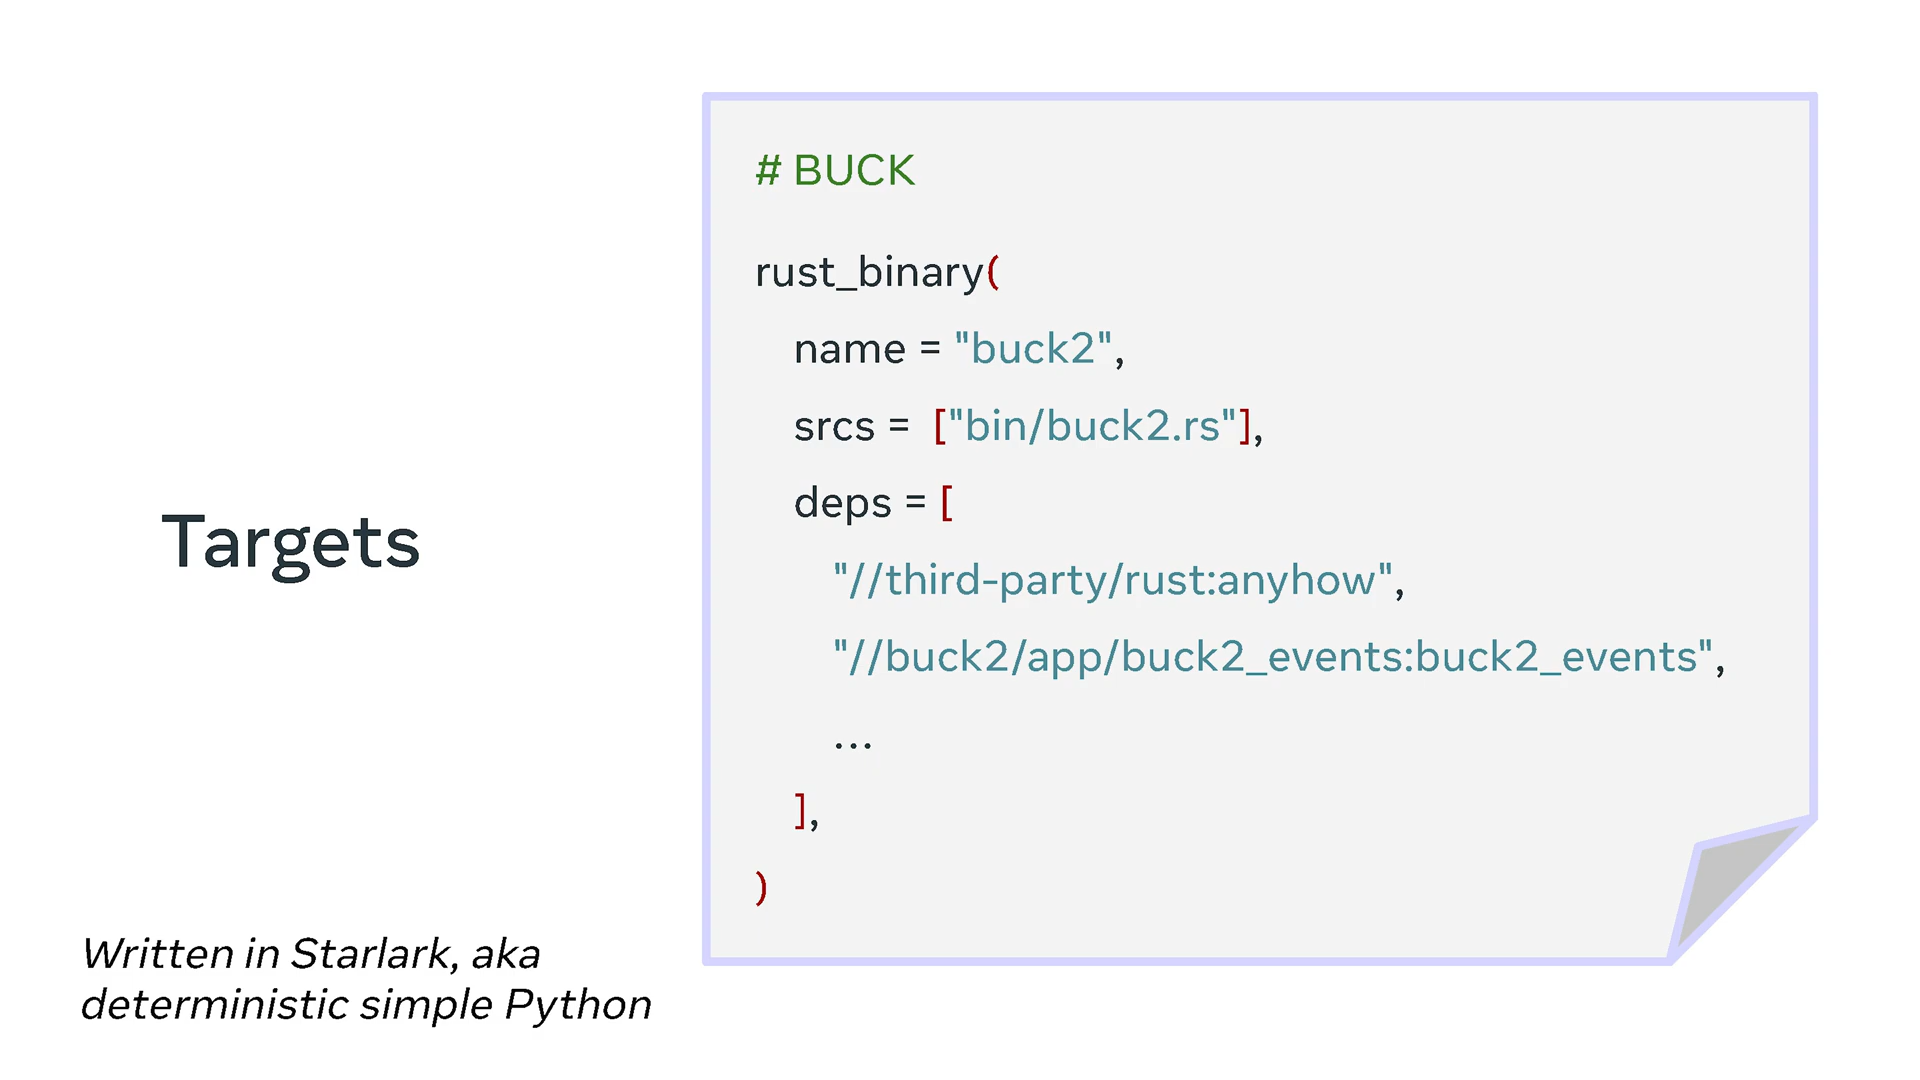 Targets
Written in Starlark, aka
deterministic simple Python
# BUCK
rust_binary(
name = "buck2",
srcs =  ["bin/buck2.rs"],
deps = [
"//third-party/rust:anyhow",
"//buck2/app/buck2_events:buck2_events",
...
],
)